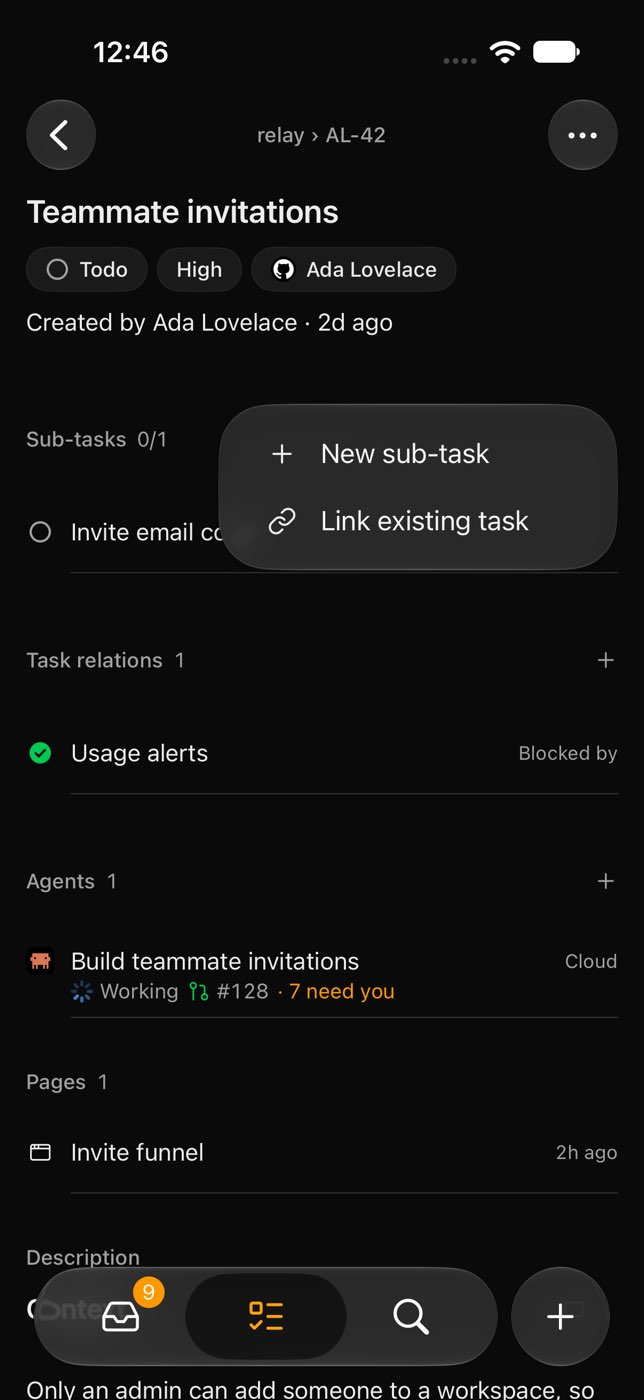 12:46
relay › AL-42
Teammate invitations
Todo
High
Ada Lovelace
Created by Ada Lovelace · 2d ago
Sub-tasks 0/1
New sub-task
Link existing task
Invite email
Task relations 1
Usage alerts
Blocked by
Agents 1
Build teammate invitations
Cloud
Working #128 · 7 need you
Pages 1
Invite funnel
2h ago
Description
9
Only an admin can add someone to a workspace, so